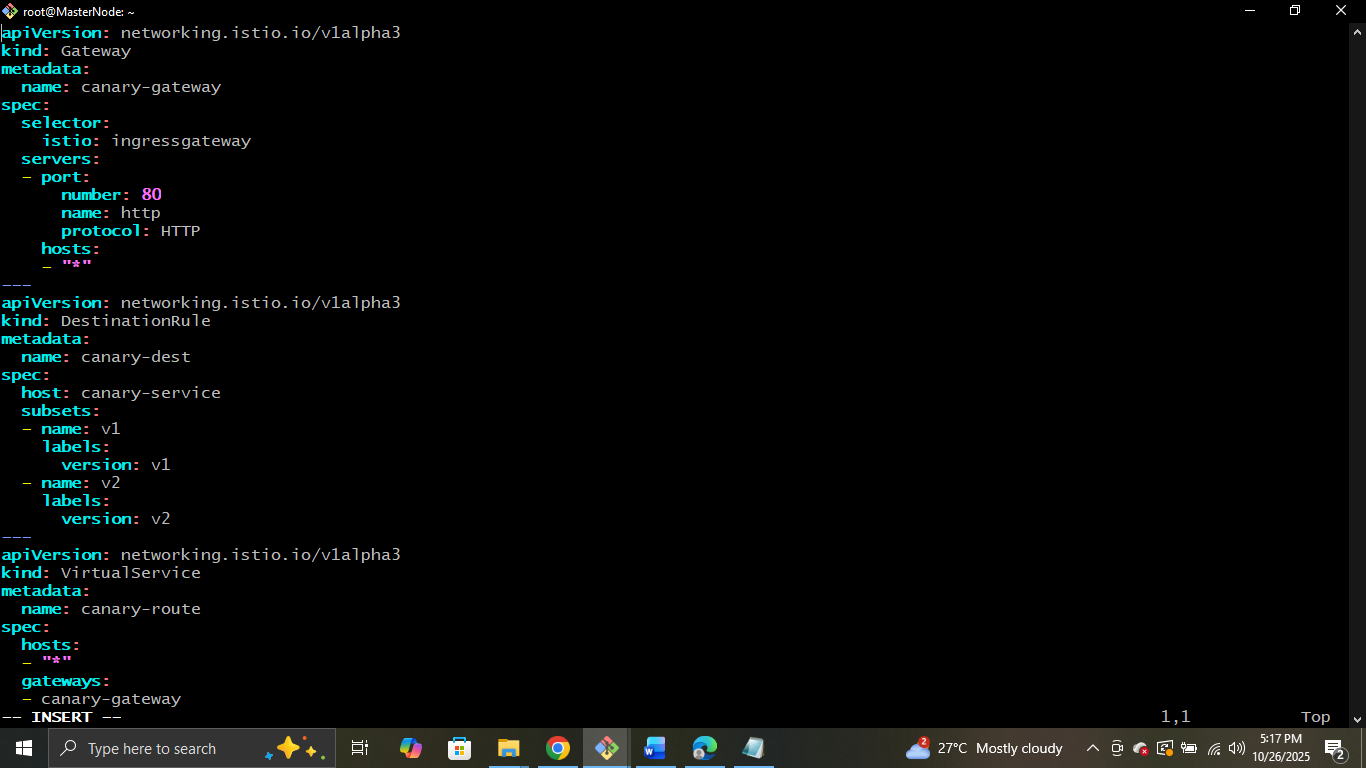 root@MasterNode: ~
apiVersion: networking.istio.io/v1alpha3
kind: Gateway
metadata:
  name: canary-gateway
spec:
  selector:
    istio: ingressgateway
  servers:
  - port:
      number: 80
      name: http
      protocol: HTTP
    hosts:
    - "*"
---
apiVersion: networking.istio.io/v1alpha3
kind: DestinationRule
metadata:
  name: canary-dest
spec:
  host: canary-service
  subsets:
  - name: v1
    labels:
      version: v1
  - name: v2
    labels:
      version: v2
---
apiVersion: networking.istio.io/v1alpha3
kind: VirtualService
metadata:
  name: canary-route
spec:
  hosts:
  - "*"
  gateways:
  - canary-gateway
-- INSERT -- 1,1 Top
Type here to search
2
27°C Mostly cloudy
5:17 PM
10/26/2025
2